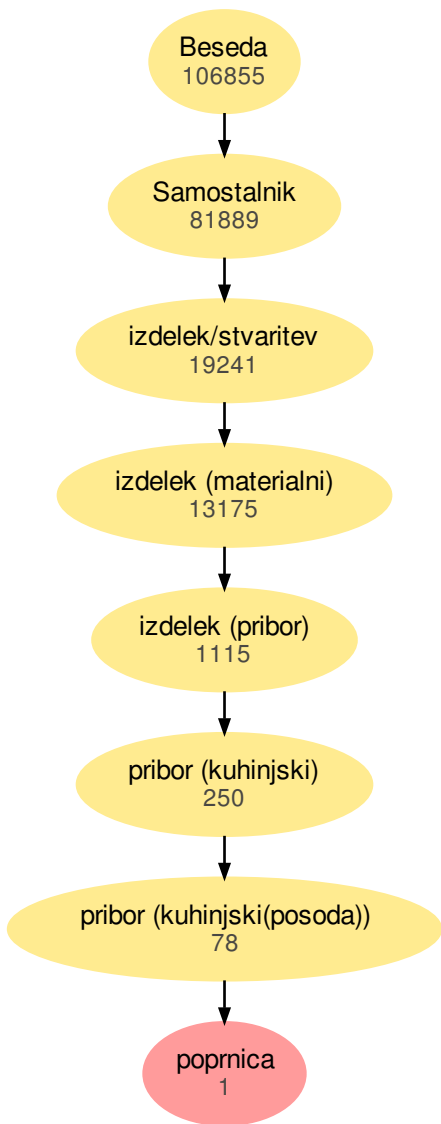 Beseda
106855
Samostalnik
81889
izdelek/stvaritev
19241
izdelek (materialni)
13175
izdelek (pribor)
1115
pribor (kuhinjski)
250
pribor (kuhinjski(posoda))
78
poprnica
1